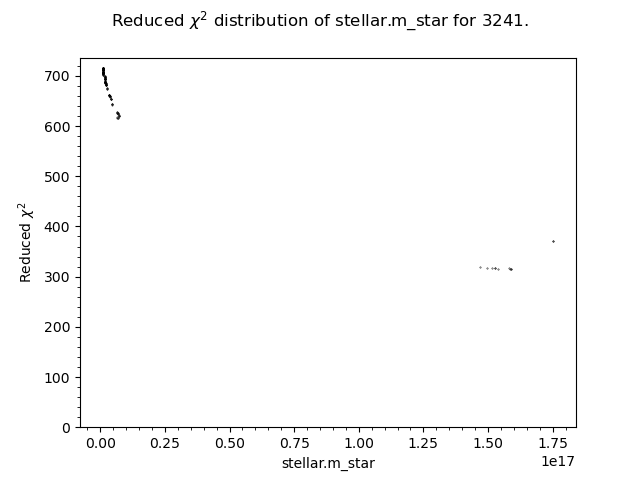 Reduced χ² distribution of stellar.m_star for 3241.
700
600
500
400
300
200
100
0
Reduced χ²
0.00 0.25 0.50 0.75 1.00 1.25 1.50 1.75
1e17
stellar.m_star